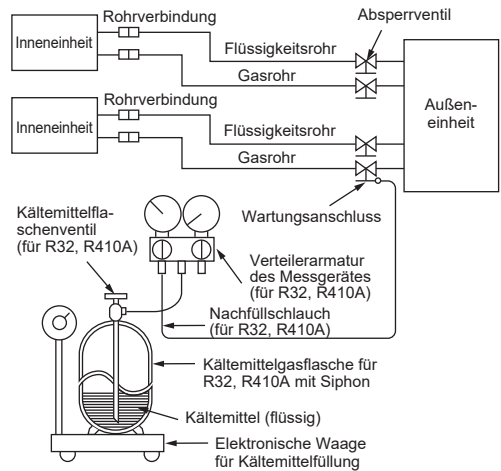 Rohrverbindung
Absperrventil
Inneneinheit
Flüssigkeitsrohr
Gasrohr
Außen-
einheit
Rohrverbindung
Inneneinheit
Flüssigkeitsrohr
Gasrohr
Wartungsanschluss
Kältemittelfla-
schenventil
(für R32, R410A)
Verteilerarmatur
des Messgerätes
(für R32, R410A)
Nachfüllschlauch
(für R32, R410A)
Kältemittelgasflasche für
R32, R410A mit Siphon
Kältemittel (flüssig)
Elektronische Waage
für Kältemittelfüllung